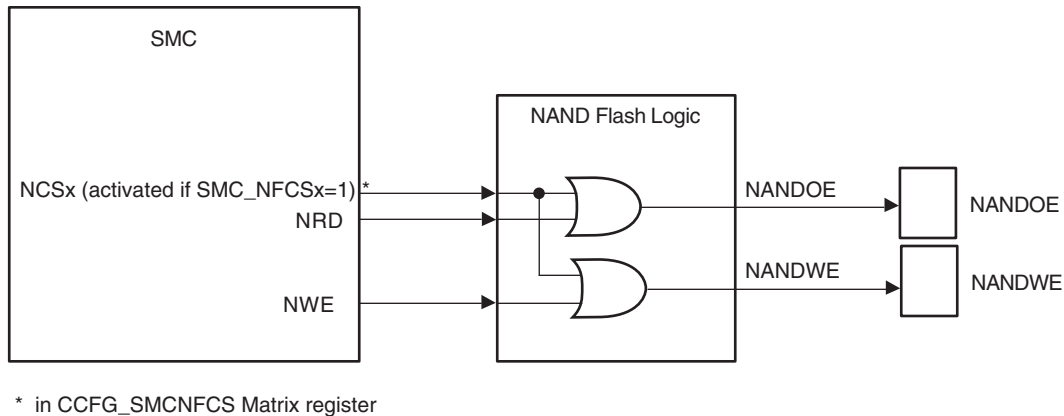 SMC
NAND Flash Logic
NCSx (activated if SMC_NFCSx=1) *
NRD
NWE
NANDOE
NANDOE
NANDWE
NANDWE
* in CCFG_SMCNFCS Matrix register